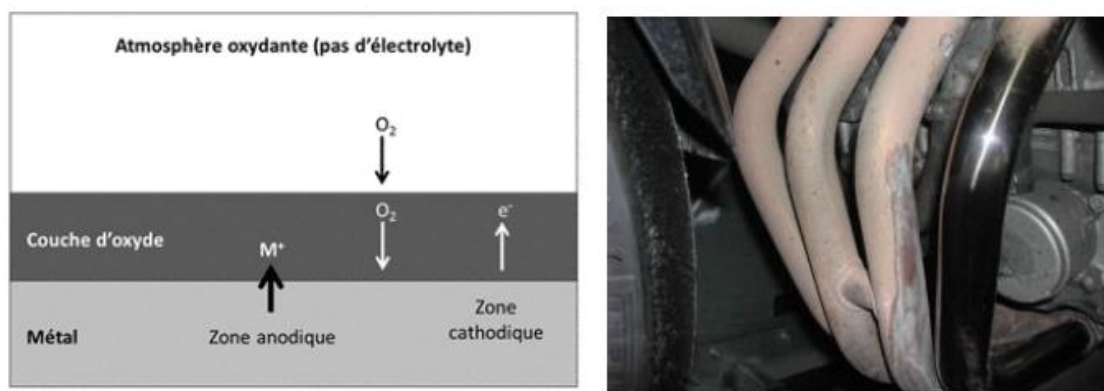 Atmosphère oxydante (pas d'électrolyte)
O₂
O₂
e⁻
Couche d'oxyde
M⁺
Zone
cathodique
Zone anodique
Métal